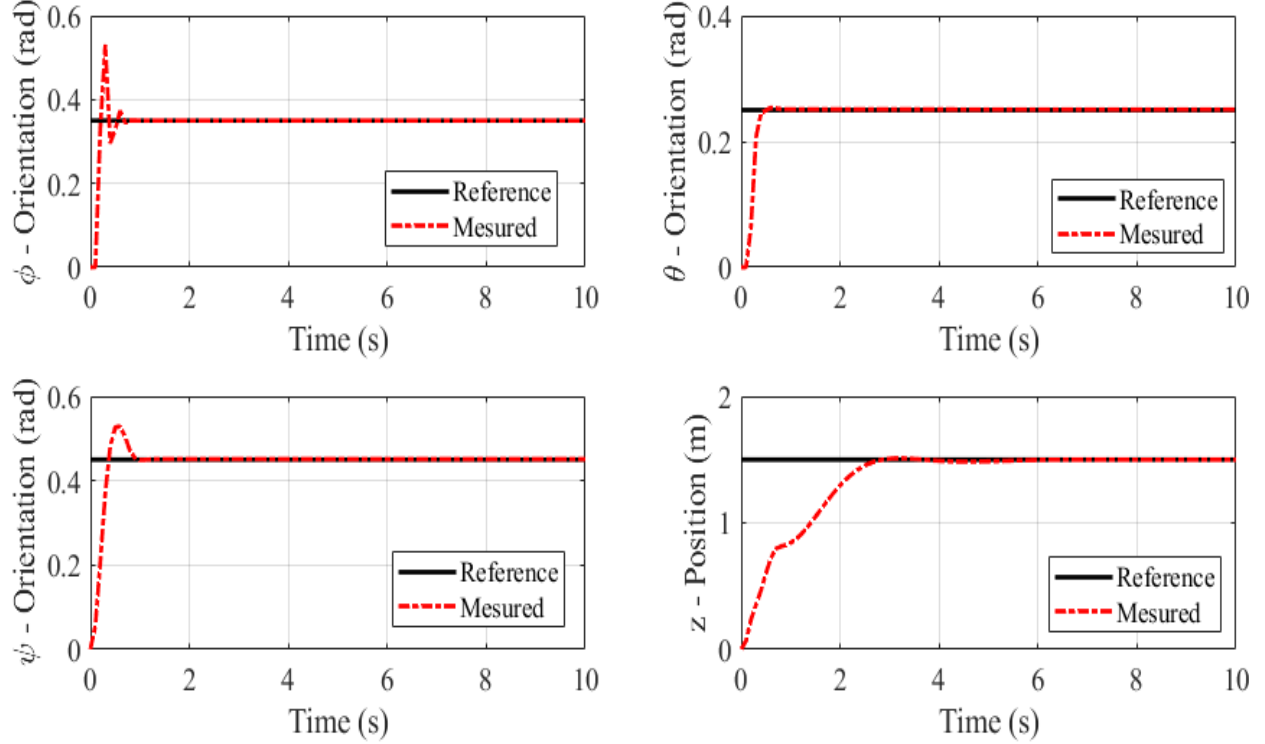 ϕ - Orientation (rad)
0.6
0.4
0.2
0
Reference
Mesured
0 2 4 6 8 10
Time (s)
θ - Orientation (rad)
0.4
0.2
0
Reference
Mesured
0 2 4 6 8 10
Time (s)
ψ - Orientation (rad)
0.6
0.4
0.2
0
Reference
Mesured
0 2 4 6 8 10
Time (s)
z - Position (m)
2
1
0
Reference
Mesured
0 2 4 6 8 10
Time (s)